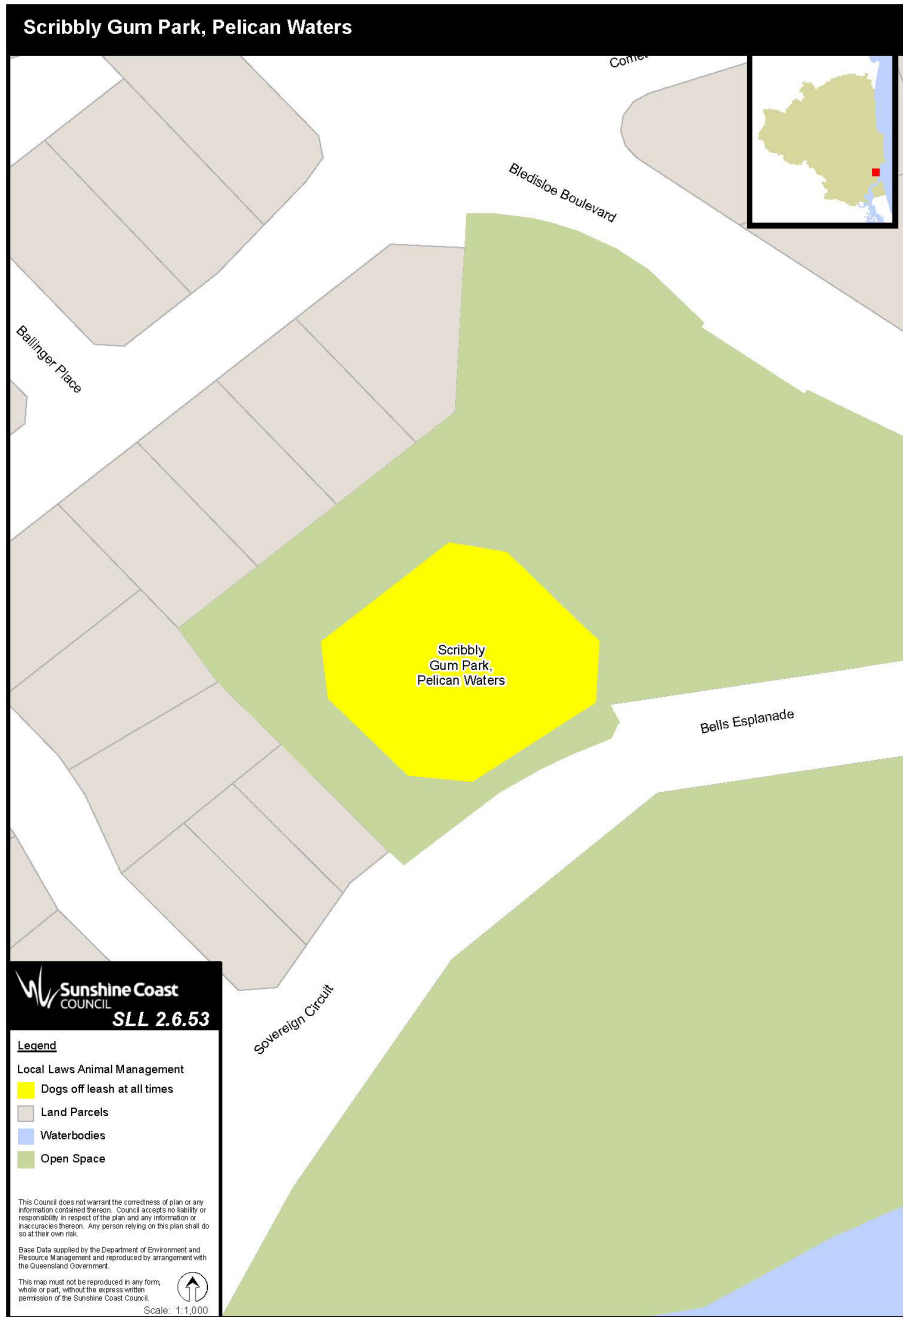 Scribbly Gum Park, Pelican Waters
Bledisloe Boulevard
Ballinger Place
Scribbly
Gum Park,
Pelican Waters
Bells Esplanade
Sovereign Circuit
Sunshine Coast
COUNCIL
SLL 2.6.53
Legend
Local Laws Animal Management
Dogs off leash at all times
Land Parcels
Waterbodies
Open Space
This Council does not warrant the correctness of plan or any
information contained thereon. Council accepts no liability or
responsibility in respect of the plan and any information or
inaccuracies thereon. Any person relying on this plan shall do
so at their own risk.
Base Data supplied by the Department of Environment and
Resource Management and reproduced by arrangement with
the Queensland Government.
This map must not be reproduced in any form,
whole or part, without the express written
permission of the Sunshine Coast Council.
Scale: 1:1,000